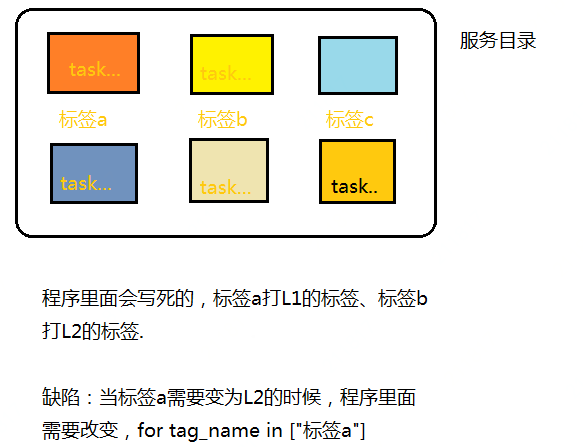 服务目录
task...
task...
标签a
标签b
标签c
task...
task...
task..
程序里面会写死的，标签a打L1的标签、标签b
打L2的标签.
缺陷：当标签a需要变为L2的时候，程序里面
需要改变，for tag_name in ["标签a"]